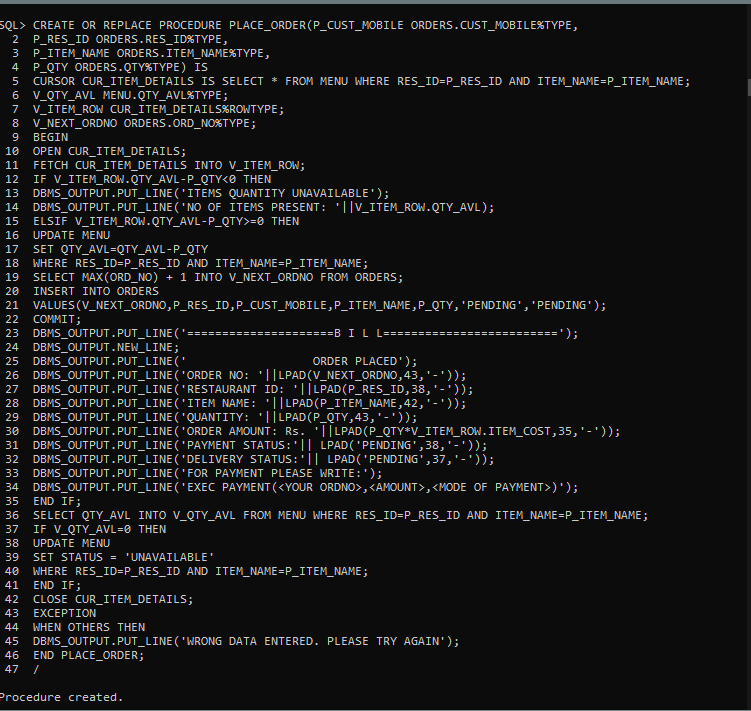 SQL> CREATE OR REPLACE PROCEDURE PLACE_ORDER(P_CUST_MOBILE ORDERS.CUST_MOBILE%TYPE,
  2  P_RES_ID ORDERS.RES_ID%TYPE,
  3  P_ITEM_NAME ORDERS.ITEM_NAME%TYPE,
  4  P_QTY ORDERS.QTY%TYPE) IS
  5  CURSOR CUR_ITEM_DETAILS IS SELECT * FROM MENU WHERE RES_ID=P_RES_ID AND ITEM_NAME=P_ITEM_NAME;
  6  V_QTY_AVL MENU.QTY_AVL%TYPE;
  7  V_ITEM_ROW CUR_ITEM_DETAILS%ROWTYPE;
  8  V_NEXT_ORDNO ORDERS.ORD_NO%TYPE;
  9  BEGIN
 10  OPEN CUR_ITEM_DETAILS;
 11  FETCH CUR_ITEM_DETAILS INTO V_ITEM_ROW;
 12  IF V_ITEM_ROW.QTY_AVL-P_QTY<0 THEN
 13  DBMS_OUTPUT.PUT_LINE('ITEMS QUANTITY UNAVAILABLE');
 14  DBMS_OUTPUT.PUT_LINE('NO OF ITEMS PRESENT: '||V_ITEM_ROW.QTY_AVL);
 15  ELSIF V_ITEM_ROW.QTY_AVL-P_QTY>=0 THEN
 16  UPDATE MENU
 17  SET QTY_AVL=QTY_AVL-P_QTY
 18  WHERE RES_ID=P_RES_ID AND ITEM_NAME=P_ITEM_NAME;
 19  SELECT MAX(ORD_NO) + 1 INTO V_NEXT_ORDNO FROM ORDERS;
 20  INSERT INTO ORDERS
 21  VALUES(V_NEXT_ORDNO,P_RES_ID,P_CUST_MOBILE,P_ITEM_NAME,P_QTY,'PENDING','PENDING');
 22  COMMIT;
 23  DBMS_OUTPUT.PUT_LINE('=====================B I L L=========================');
 24  DBMS_OUTPUT.NEW_LINE;
 25  DBMS_OUTPUT.PUT_LINE('                  ORDER PLACED');
 26  DBMS_OUTPUT.PUT_LINE('ORDER NO: '||LPAD(V_NEXT_ORDNO,43,'-'));
 27  DBMS_OUTPUT.PUT_LINE('RESTAURANT ID: '||LPAD(P_RES_ID,38,'-'));
 28  DBMS_OUTPUT.PUT_LINE('ITEM NAME: '||LPAD(P_ITEM_NAME,42,'-'));
 29  DBMS_OUTPUT.PUT_LINE('QUANTITY: '||LPAD(P_QTY,43,'-'));
 30  DBMS_OUTPUT.PUT_LINE('ORDER AMOUNT: Rs. '||LPAD(P_QTY*V_ITEM_ROW.ITEM_COST,35,'-'));
 31  DBMS_OUTPUT.PUT_LINE('PAYMENT STATUS:'|| LPAD('PENDING',38,'-'));
 32  DBMS_OUTPUT.PUT_LINE('DELIVERY STATUS:'|| LPAD('PENDING',37,'-'));
 33  DBMS_OUTPUT.PUT_LINE('FOR PAYMENT PLEASE WRITE:');
 34  DBMS_OUTPUT.PUT_LINE('EXEC PAYMENT(<YOUR ORDNO>,<AMOUNT>,<MODE OF PAYMENT>)');
 35  END IF;
 36  SELECT QTY_AVL INTO V_QTY_AVL FROM MENU WHERE RES_ID=P_RES_ID AND ITEM_NAME=P_ITEM_NAME;
 37  IF V_QTY_AVL=0 THEN
 38  UPDATE MENU
 39  SET STATUS = 'UNAVAILABLE'
 40  WHERE RES_ID=P_RES_ID AND ITEM_NAME=P_ITEM_NAME;
 41  END IF;
 42  CLOSE CUR_ITEM_DETAILS;
 43  EXCEPTION
 44  WHEN OTHERS THEN
 45  DBMS_OUTPUT.PUT_LINE('WRONG DATA ENTERED. PLEASE TRY AGAIN');
 46  END PLACE_ORDER;
 47  /
Procedure created.